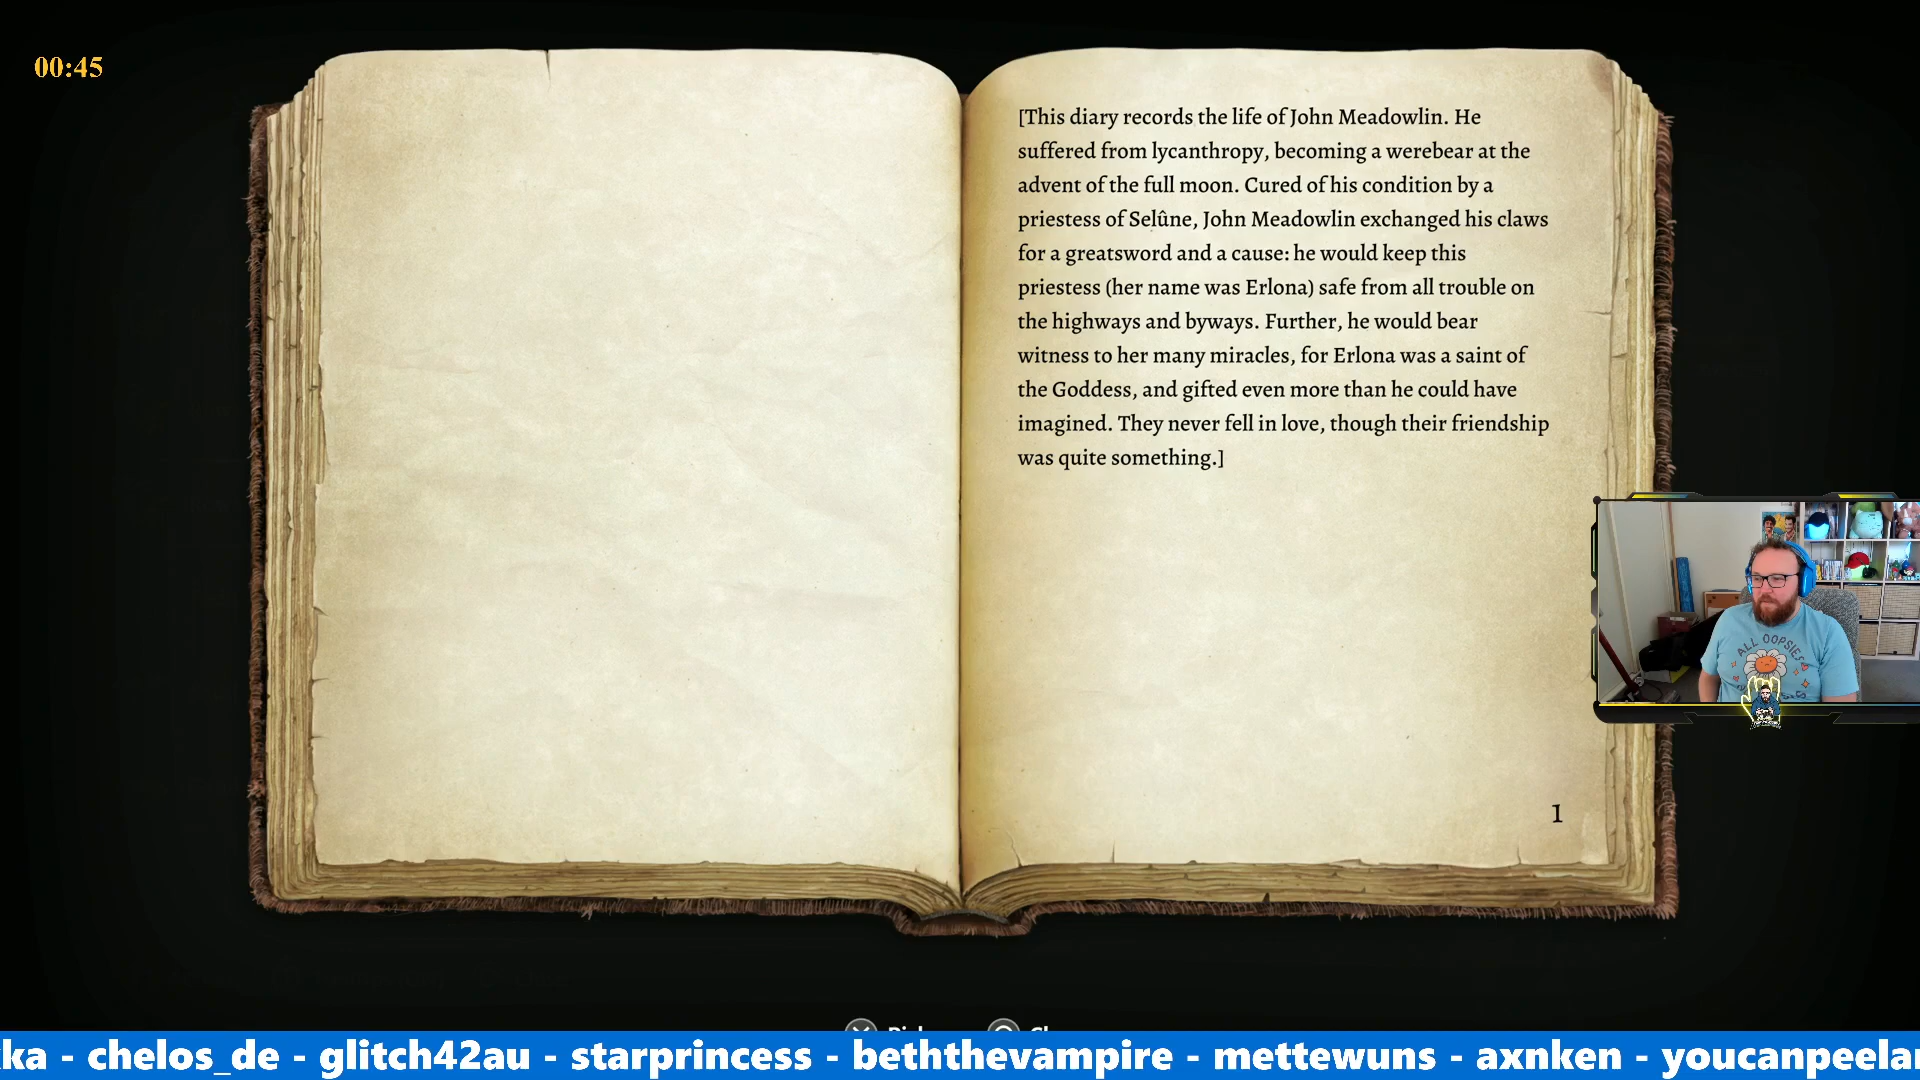 00:45
[This diary records the life of John Meadowlin. He
suffered from lycanthropy, becoming a werebear at the
advent of the full moon. Cured of his condition by a
priestess of Selûne, John Meadowlin exchanged his claws
for a greatsword and a cause: he would keep this
priestess (her name was Erlona) safe from all trouble on
the highways and byways. Further, he would bear
witness to her many miracles, for Erlona was a saint of
the Goddess, and gifted even more than he could have
imagined. They never fell in love, though their friendship
was quite something.]
1
ALL OOPSIES
ka - chelos_de - glitch42au - starprincess - beththevampire - mettewuns - axnken - youcanpeelar